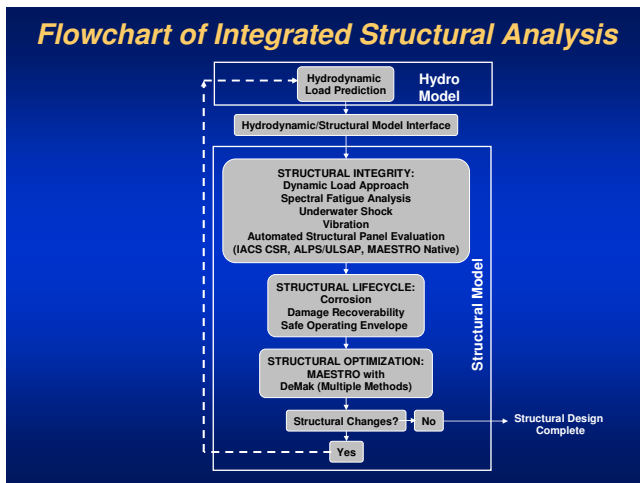 Flowchart of Integrated Structural Analysis
Hydrodynamic
Load Prediction
Hydro
Model
Hydrodynamic/Structural Model Interface
STRUCTURAL INTEGRITY:
Dynamic Load Approach
Spectral Fatigue Analysis
Underwater Shock
Vibration
Automated Structural Panel Evaluation
(IACS CSR, ALPS/ULSAP, MAESTRO Native)
STRUCTURAL LIFECYCLE:
Corrosion
Damage Recoverability
Safe Operating Envelope
Structural Model
STRUCTURAL OPTIMIZATION:
MAESTRO with
DeMak (Multiple Methods)
Structural Changes?
No
Structural Design
Complete
Yes